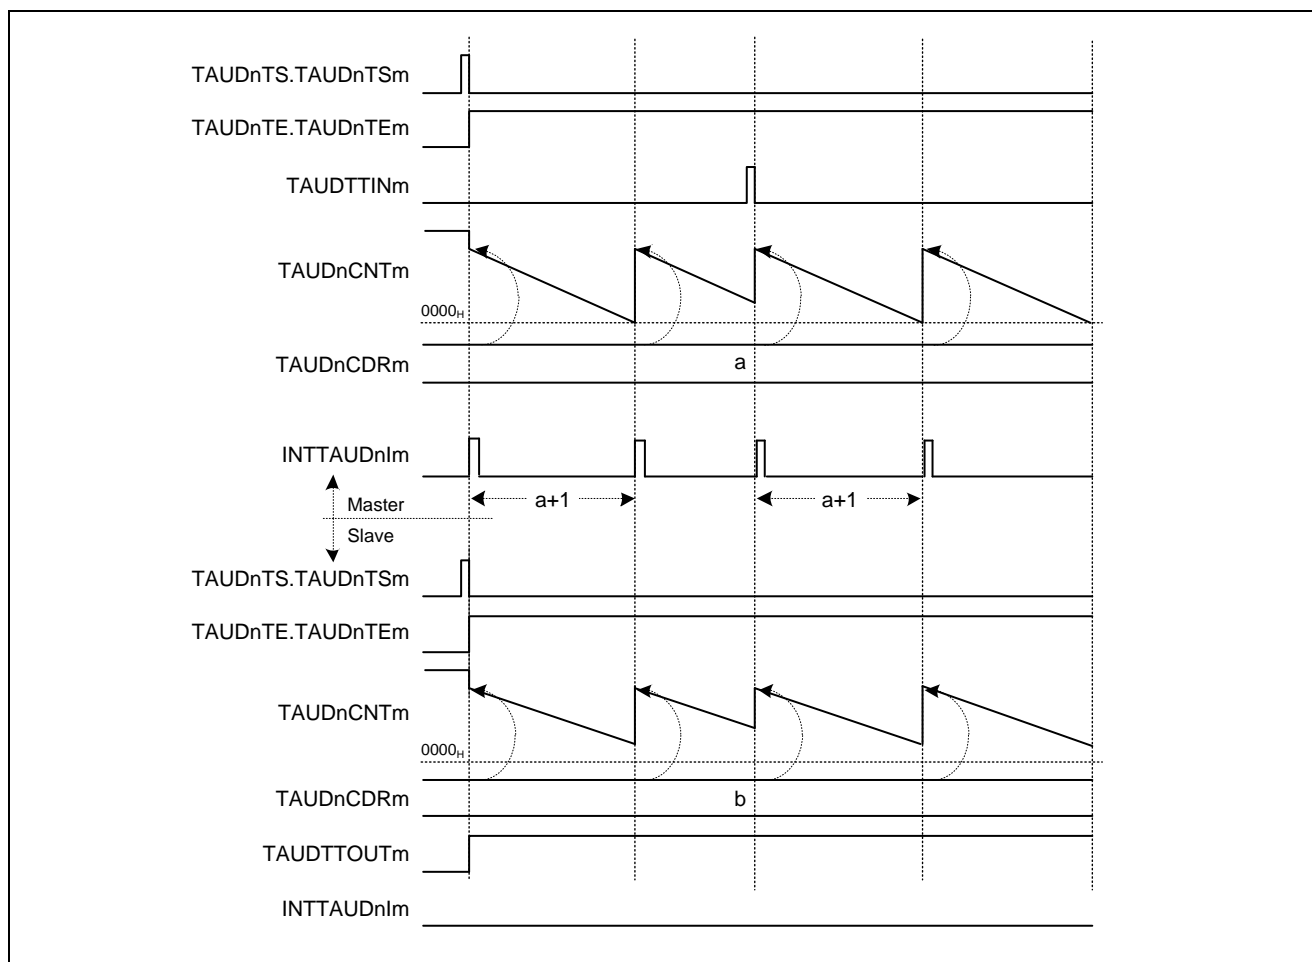 TAUDnTS.TAUDnTSm
TAUDnTE.TAUDnTEm
TAUDTTINm
TAUDnCNTm
0000H
TAUDnCDRm
a
INTTAUDnIm
a+1
a+1
Master
Slave
TAUDnTS.TAUDnTSm
TAUDnTE.TAUDnTEm
TAUDnCNTm
0000H
TAUDnCDRm
b
TAUDTTOUTm
INTTAUDnIm